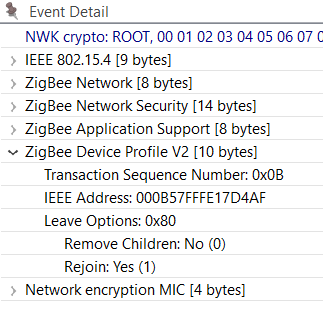 Event Detail
NWK crypto: ROOT, 00 01 02 03 04 05 06 07 0
IEEE 802.15.4 [9 bytes]
ZigBee Network [8 bytes]
ZigBee Network Security [14 bytes]
ZigBee Application Support [8 bytes]
ZigBee Device Profile V2 [10 bytes]
Transaction Sequence Number: 0x0B
IEEE Address: 000B57FFFE17D4AF
Leave Options: 0x80
Remove Children: No (0)
Rejoin: Yes (1)
Network encryption MIC [4 bytes]